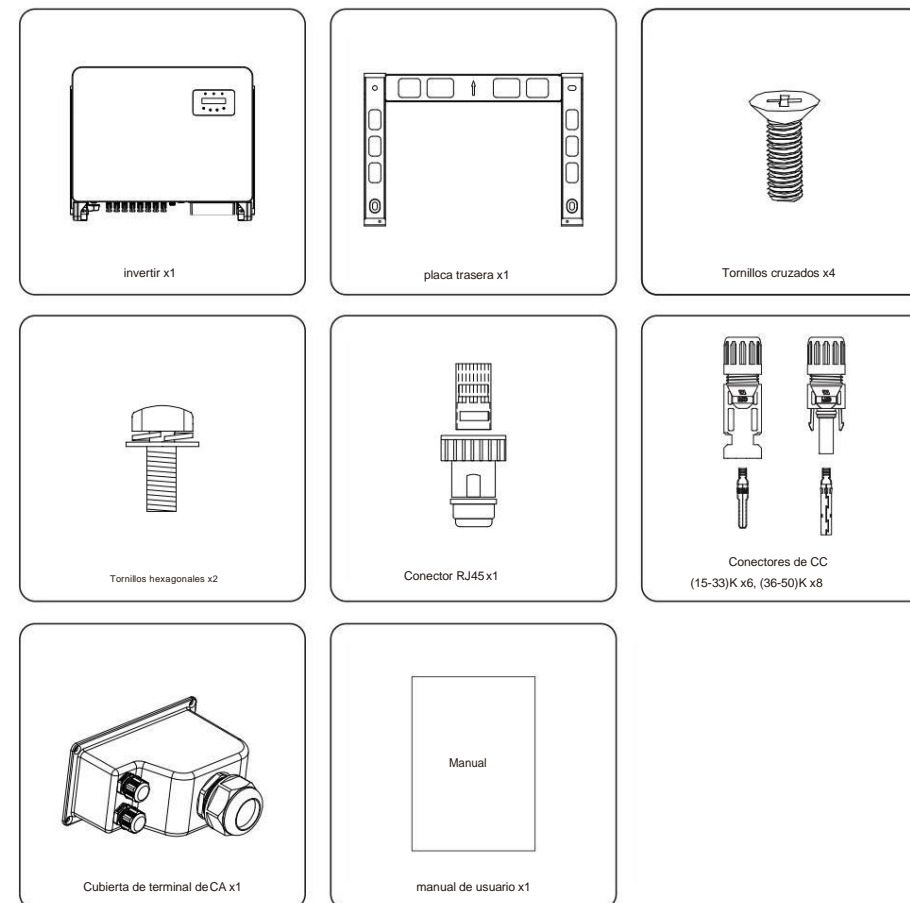 invertir x1
placa trasera x1
Tornillos cruzados x4
Tornillos hexagonales x2
Conector RJ45 x1
Conectores de CC
(15-33)K x6, (36-50)K x8
Cubierta de terminal de CA x1
Manual
manual de usuario x1